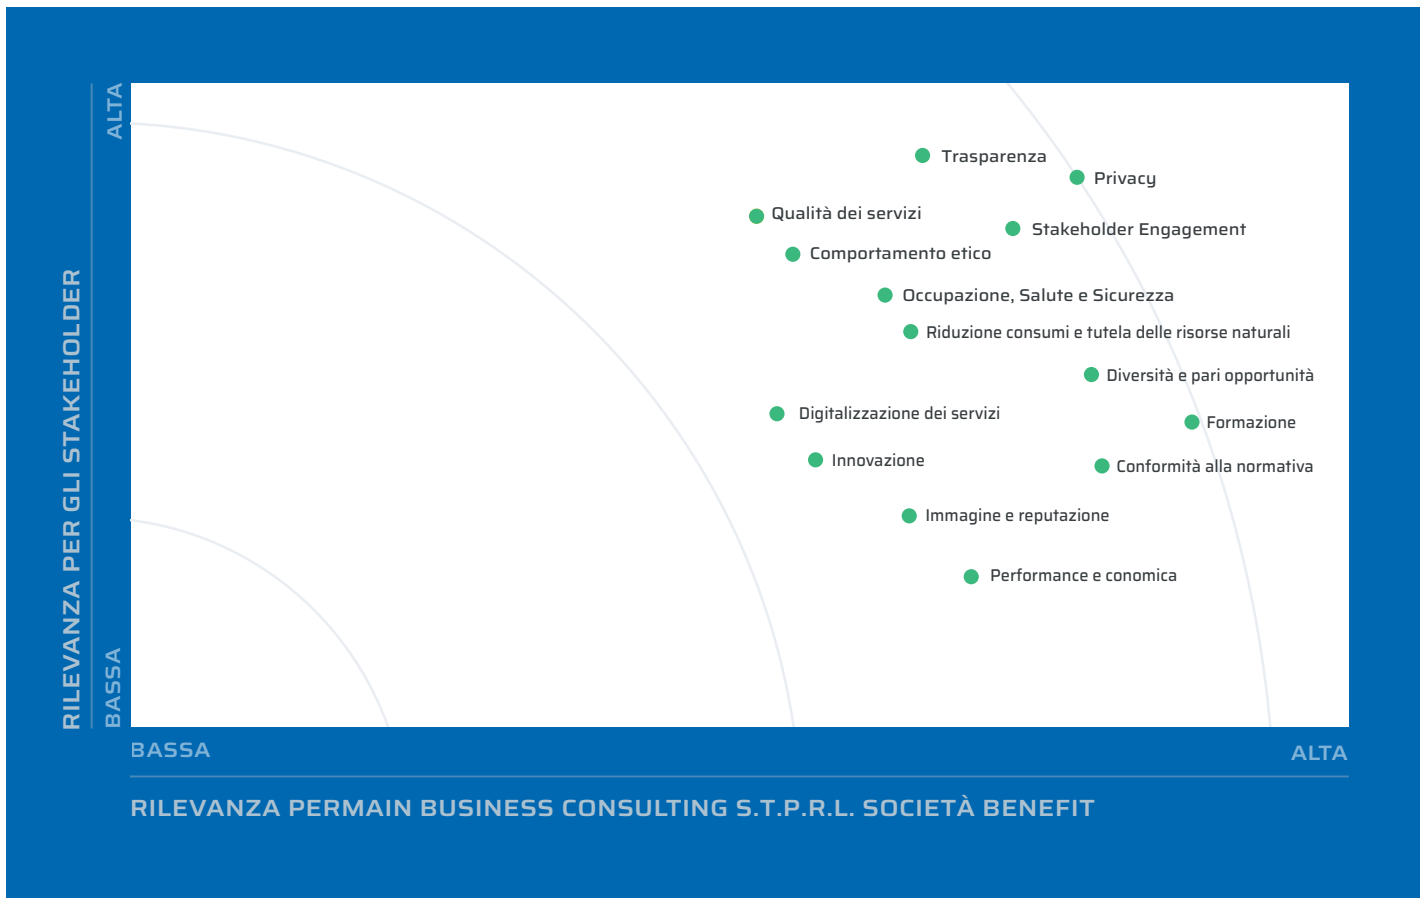 ALTA
RILEVANZA PER GLI STAKEHOLDER
BASSA
Trasparenza
Privacy
Qualità dei servizi
Stakeholder Engagement
Comportamento etico
Occupazione, Salute e Sicurezza
Riduzione consumi e tutela delle risorse naturali
Diversità e pari opportunità
Digitalizzazione dei servizi
Formazione
Innovazione
Conformità alla normativa
Immagine e reputazione
Performance e conomica
BASSA
ALTA
RILEVANZA PERMAIN BUSINESS CONSULTING S.T.P.R.L. SOCIETÀ BENEFIT